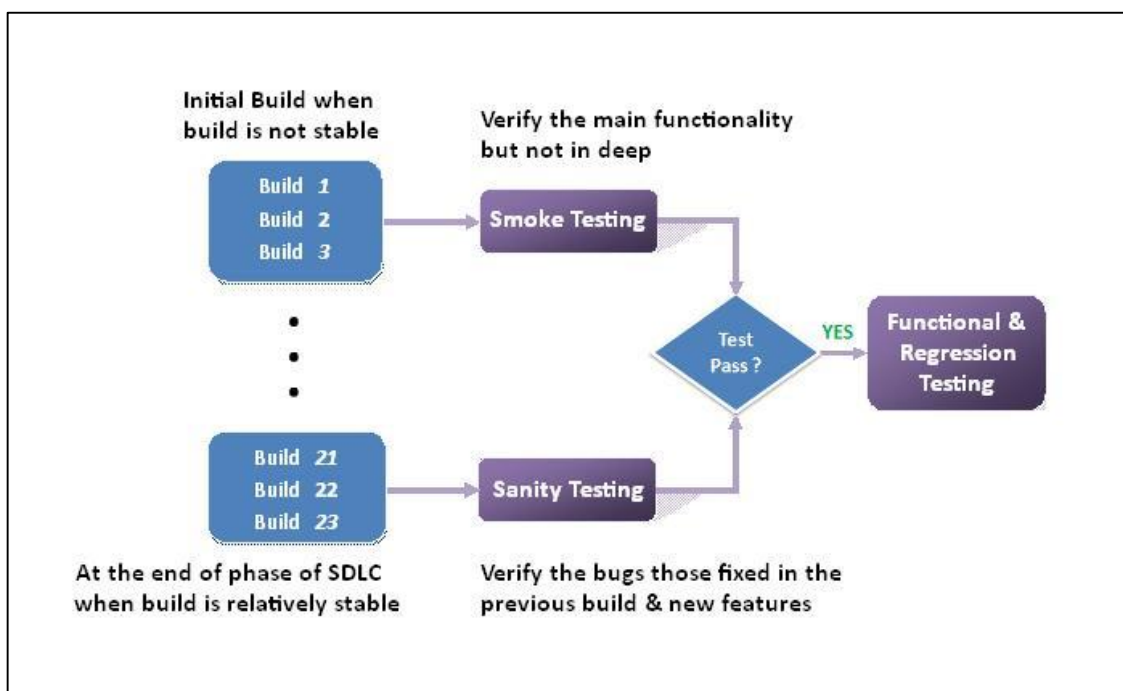 Initial Build when
build is not stable
Build 1
Build 2
Build 3
Verify the main functionality
but not in deep
Smoke Testing
Test
Pass ?
YES
Functional &
Regression
Testing
Build 21
Build 22
Build 23
Sanity Testing
At the end of phase of SDLC
when build is relatively stable
Verify the bugs those fixed in the
previous build & new features